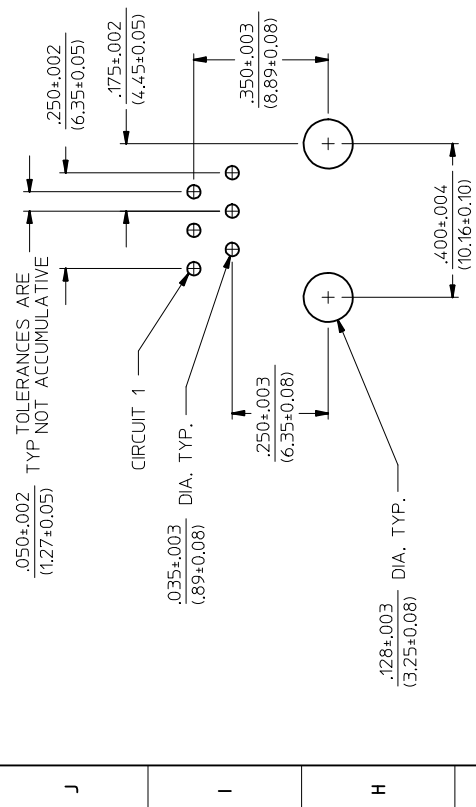 .050±.002
(1.27±0.05)
TYP TOLERANCES ARE
NOT ACCUMULATIVE
.250±.002
(6.35±0.05)
.175±.002
(4.45±0.05)
.350±.003
(8.89±0.08)
CIRCUIT 1
.035±.003
(.89±0.08)
DIA. TYP.
.250±.003
(6.35±0.08)
.400±.004
(10.16±0.10)
.128±.003
(3.25±0.08)
DIA. TYP.
J
I
H